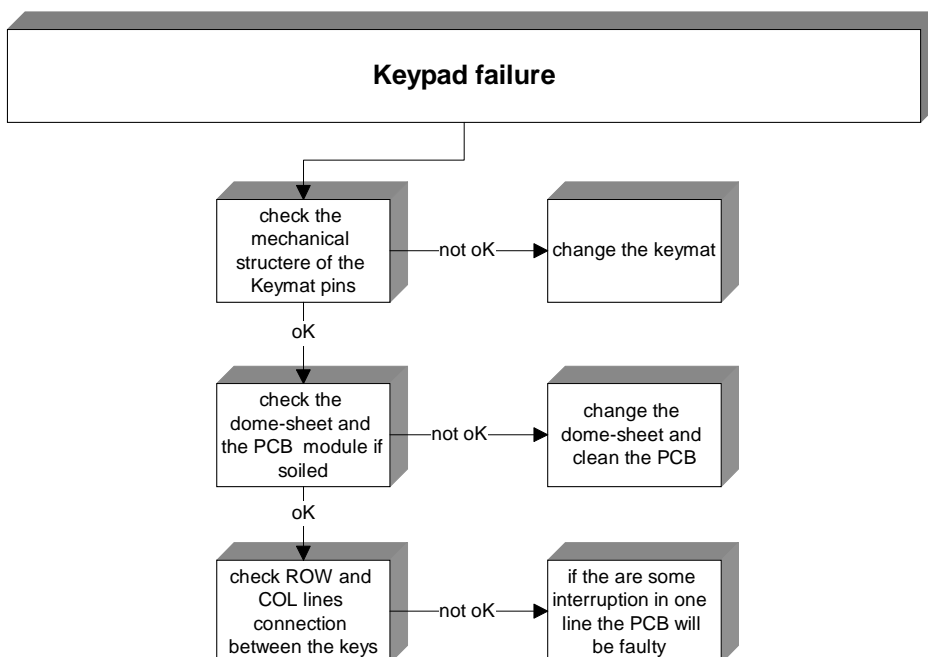 Keypad failure
check the
mechanical
structere of the
Keymat pins
not oK
change the keymat
oK
check the
dome-sheet and
the PCB module if
soiled
not oK
change the
dome-sheet and
clean the PCB
oK
check ROW and
COL lines
connection
between the keys
not oK
if the are some
interruption in one
line the PCB will
be faulty